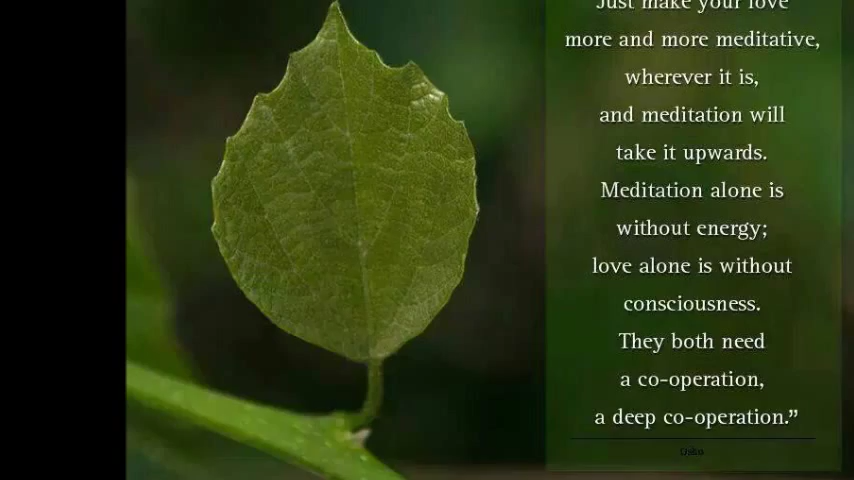 Just make your love
more and more meditative,
wherever it is,
and meditation will
take it upwards.
Meditation alone is
without energy;
love alone is without
consciousness.
They both need
a co-operation,
a deep co-operation.”
Osho